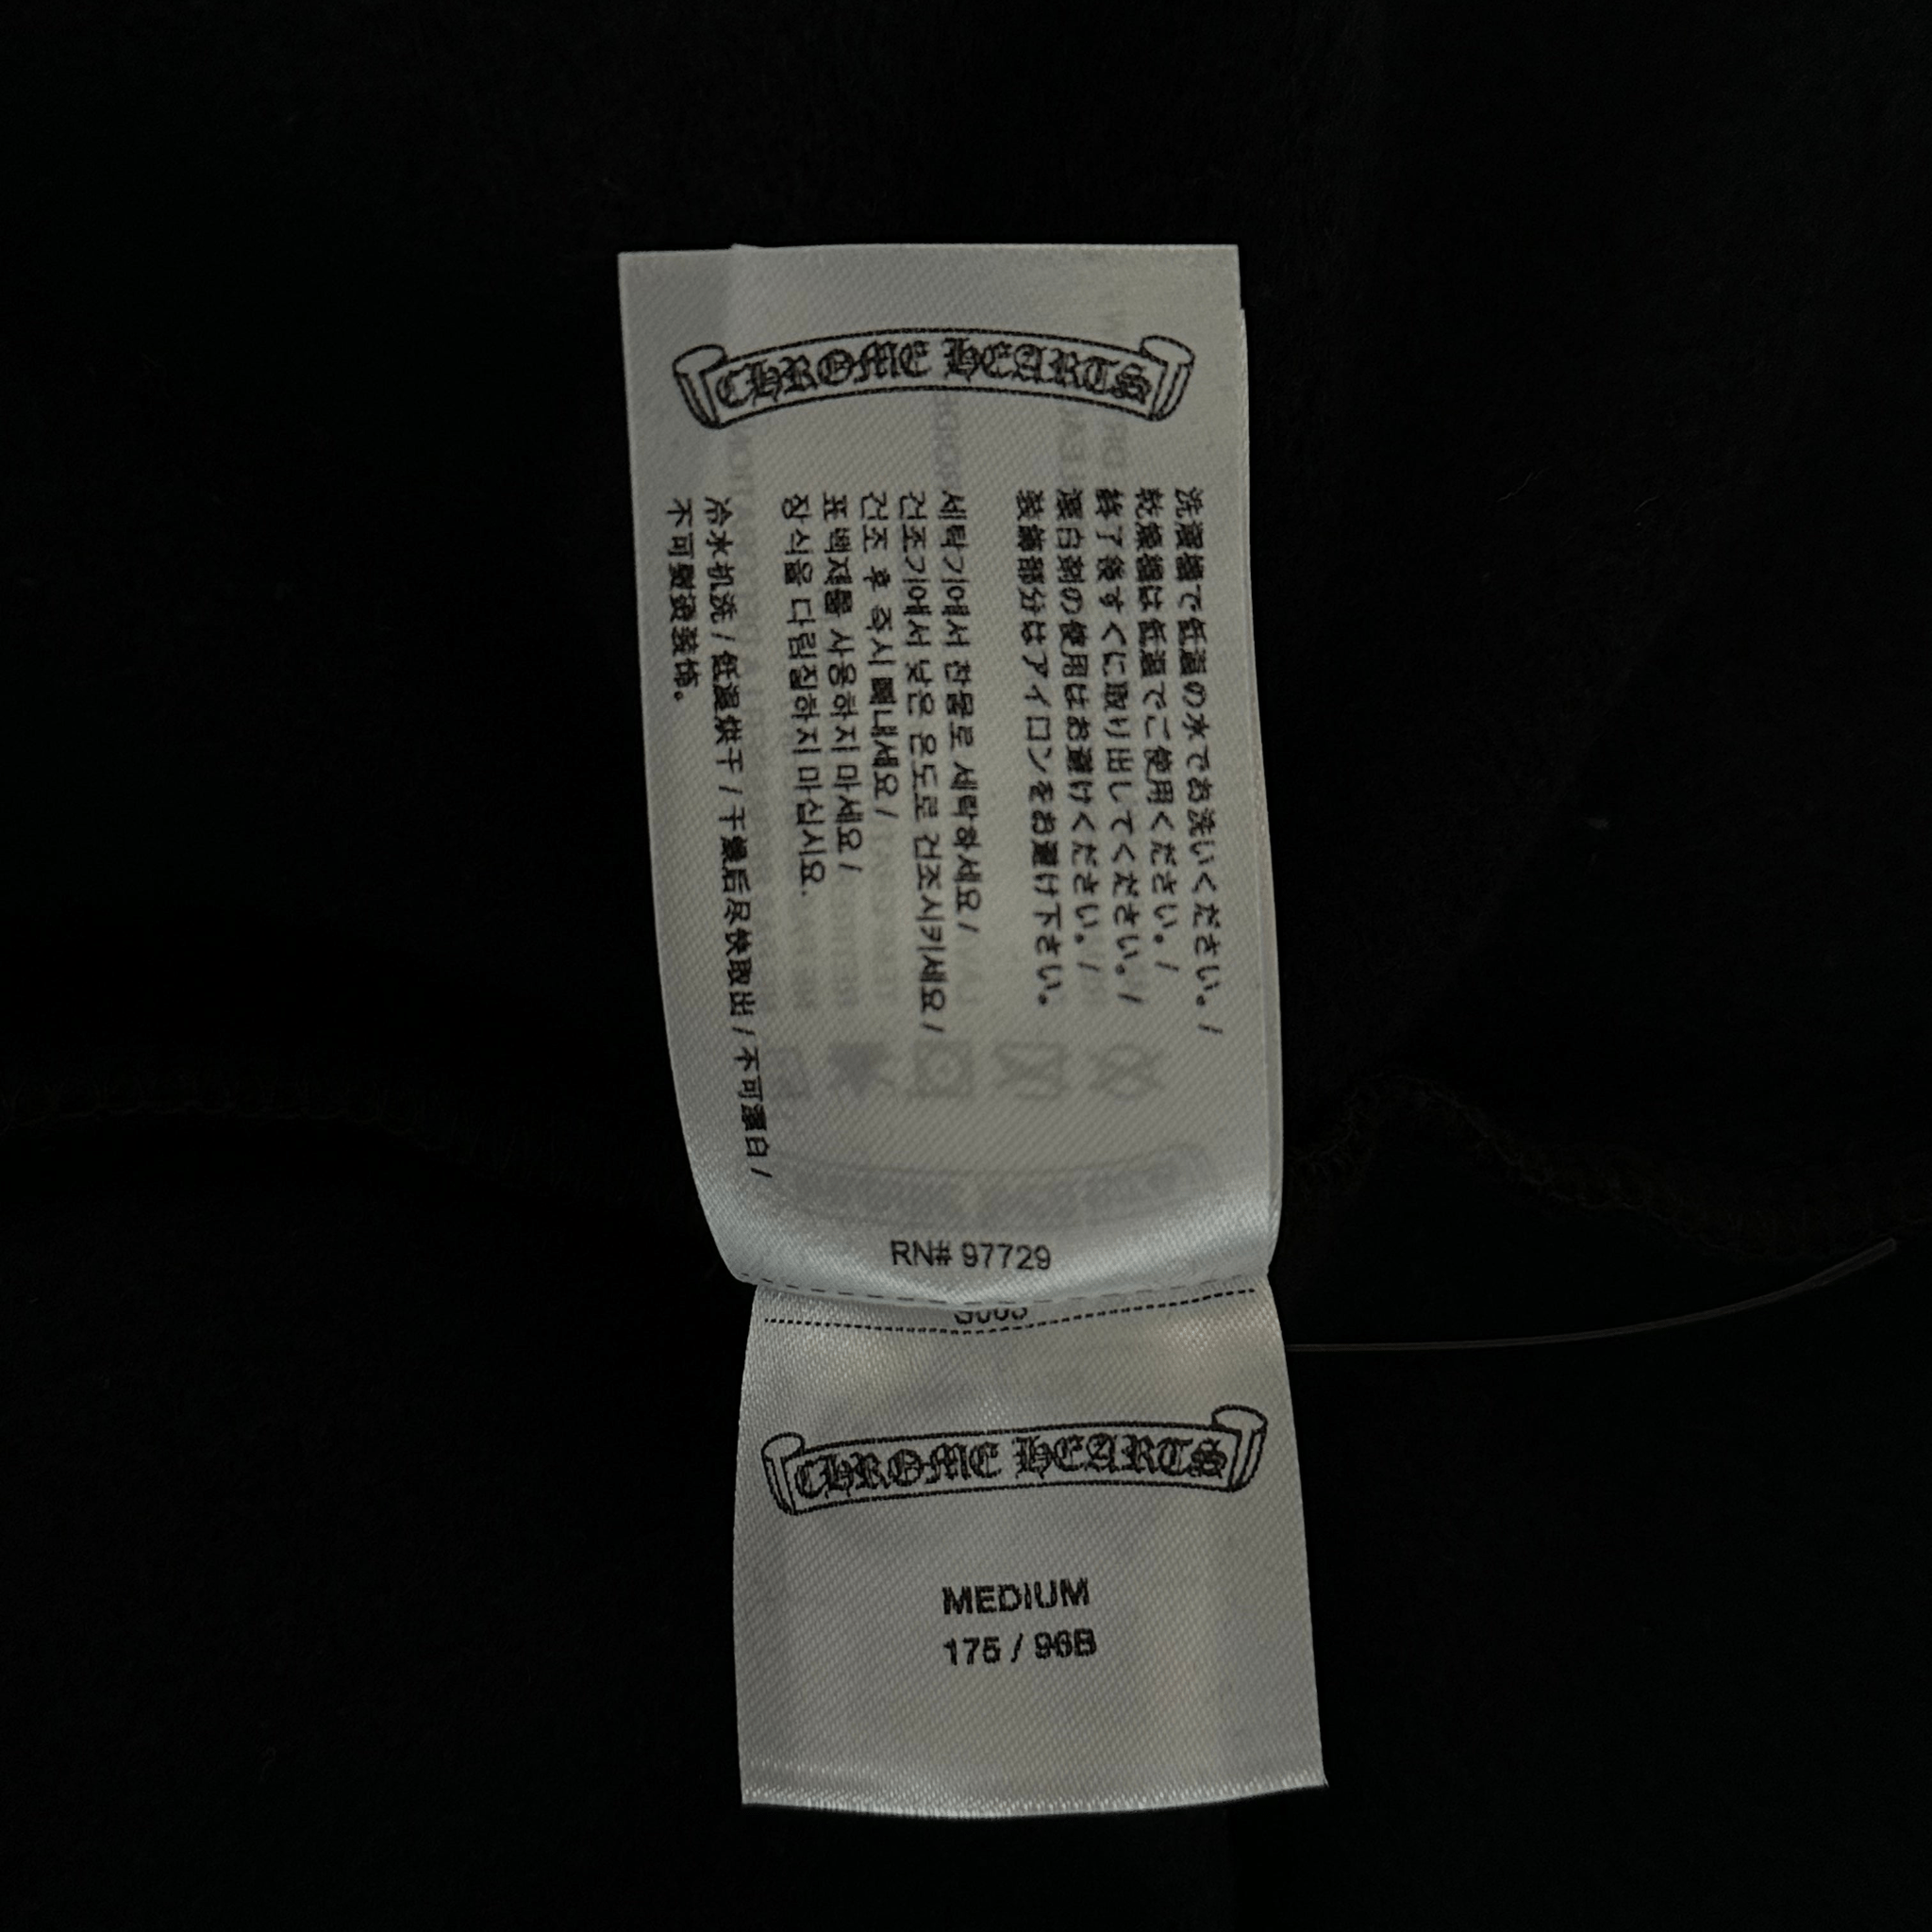 CHROME HEARTS
洗濯機で低温の水でお洗いください。/
乾燥機は低温でご使用ください。/
終了後すぐに取り出してください。/
漂白剤の使用はお避けください。/
装飾部分はアイロンをお避け下さい。
세탁기에서 찬물로 세탁하세요 /
건조기에서 낮은 온도로 건조시키세요 /
건조 후 즉시 빼내세요 /
표백제를 사용하지 마세요 /
장식을 다림질하지 마십시요.
冷水机洗 / 低温烘干 / 干燥后尽快取出 / 不可漂白 /
不可熨烫装饰。
RN# 97729
CHROME HEARTS
MEDIUM
175 / 96B